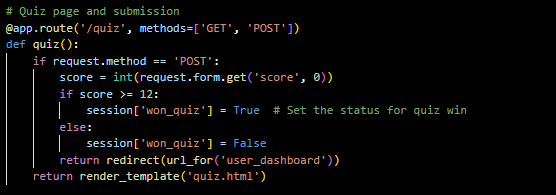 # Quiz page and submission
@app.route('/quiz', methods=['GET', 'POST'])
def quiz():
    if request.method == 'POST':
        score = int(request.form.get('score', 0))
        if score >= 12:
            session['won_quiz'] = True  # Set the status for quiz win
        else:
            session['won_quiz'] = False
        return redirect(url_for('user_dashboard'))
    return render_template('quiz.html')